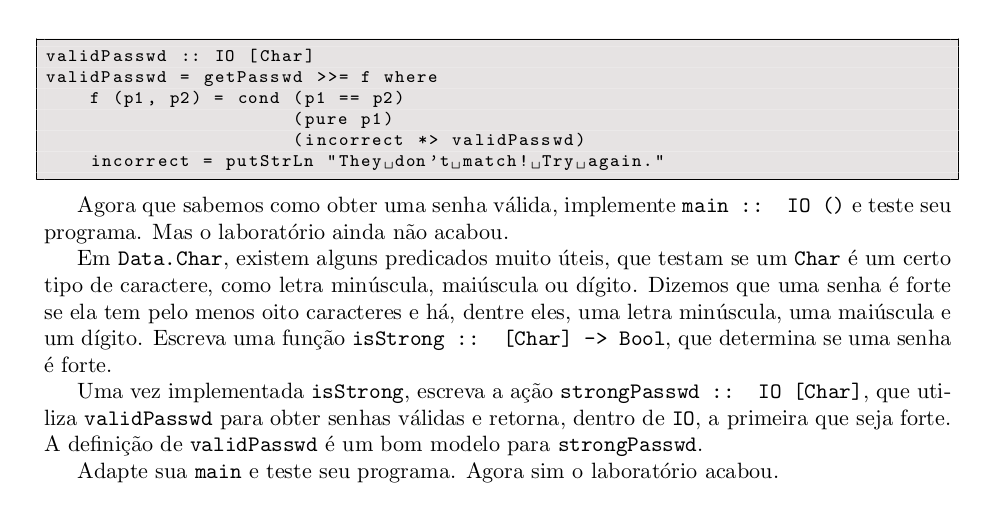 validPasswd :: IO [Char]
validPasswd = getPasswd >>= f where
    f (p1, p2) = cond (p1 == p2)
                      (pure p1)
                      (incorrect *> validPasswd)
    incorrect = putStrLn "They␣don't␣match!␣Try␣again."
Agora que sabemos como obter uma senha válida, implemente main :: IO () e teste seu
programa. Mas o laboratório ainda não acabou.
Em Data.Char, existem alguns predicados muito úteis, que testam se um Char é um certo
tipo de caractere, como letra minúscula, maiúscula ou dígito. Dizemos que uma senha é forte
se ela tem pelo menos oito caracteres e há, dentre eles, uma letra minúscula, uma maiúscula e
um dígito. Escreva uma função isStrong :: [Char] -> Bool, que determina se uma senha
é forte.
Uma vez implementada isStrong, escreva a ação strongPasswd :: IO [Char], que uti-
liza validPasswd para obter senhas válidas e retorna, dentro de IO, a primeira que seja forte.
A definição de validPasswd é um bom modelo para strongPasswd.
Adapte sua main e teste seu programa. Agora sim o laboratório acabou.